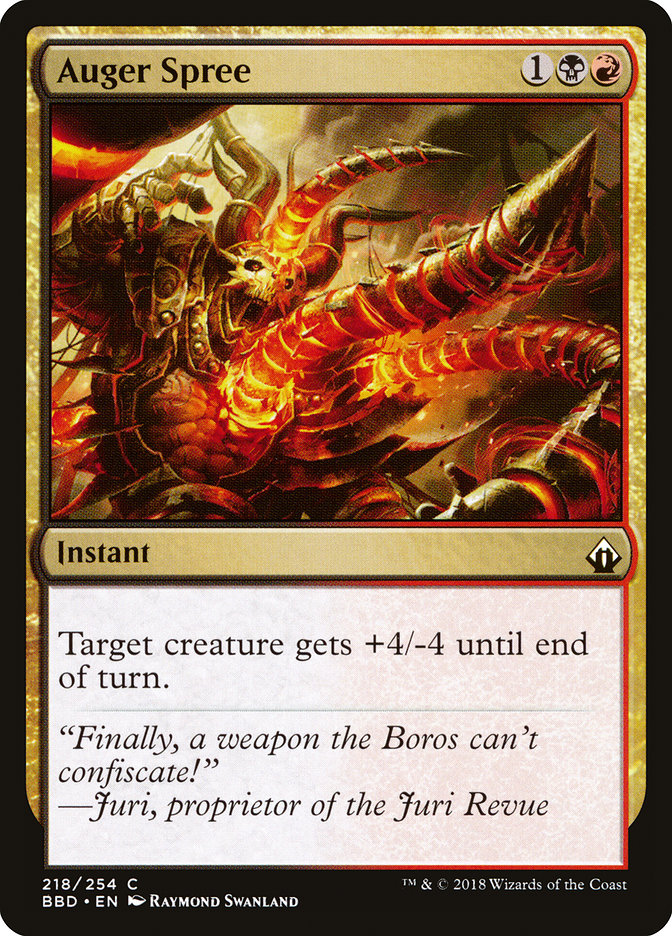 Auger Spree 1
Instant
Target creature gets +4/-4 until end
of turn.
“Finally, a weapon the Boros can’t
confiscate!”
—Juri, proprietor of the Juri Revue
218/254 C
BBD • EN Raymond Swanland
™ & © 2018 Wizards of the Coast